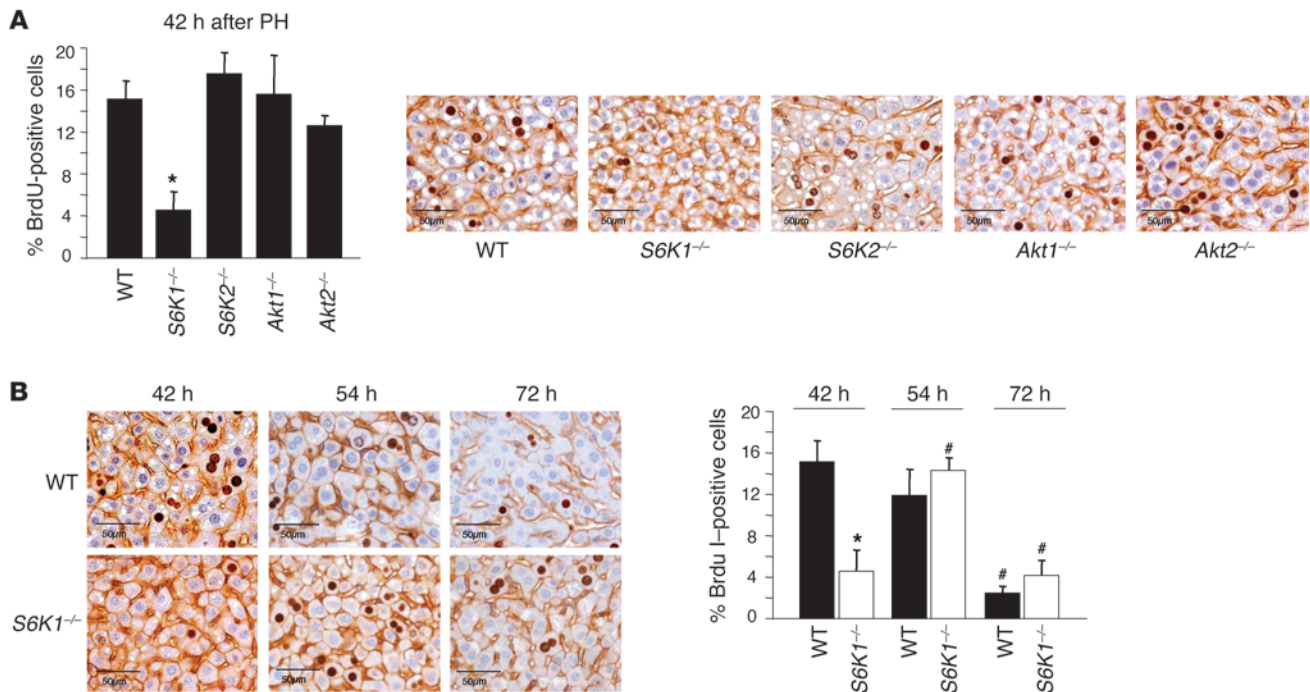 A
42 h after PH
% BrdU-positive cells
20
16
12
8
4
0
*
WT
S6K1–/–
S6K2–/–
Akt1–/–
Akt2–/–
50μm
50μm
50μm
50μm
50μm
WT
S6K1–/–
S6K2–/–
Akt1–/–
Akt2–/–
B
42 h
54 h
72 h
WT
50μm
50μm
50μm
S6K1–/–
50μm
50μm
50μm
42 h
54 h
72 h
% Brdu I–positive cells
20
16
12
8
4
0
*
#
#
#
WT
S6K1–/–
WT
S6K1–/–
WT
S6K1–/–